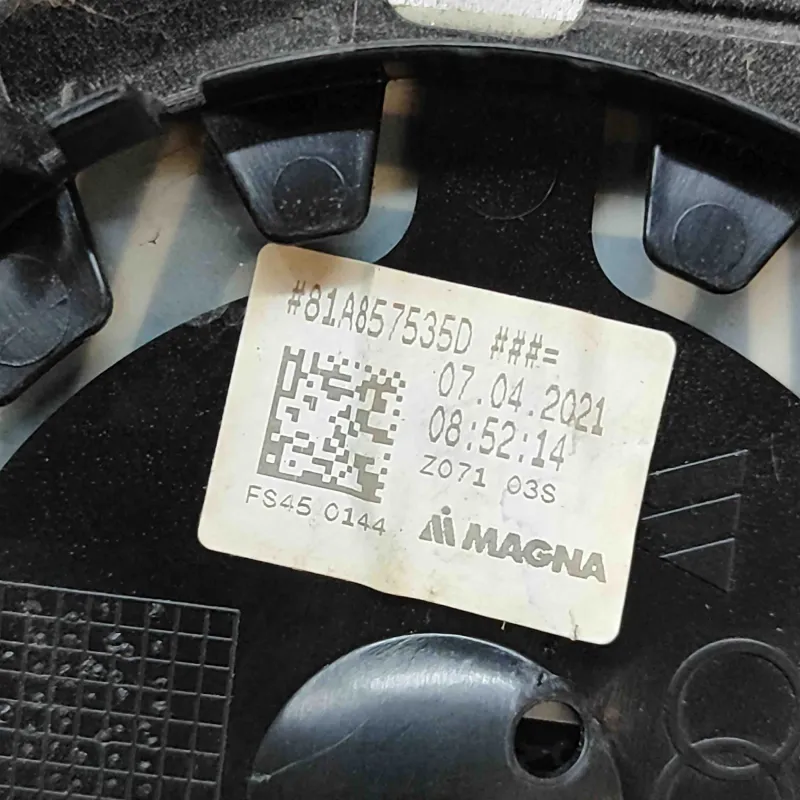 #81A857535D ###=
07.04.2021
08:52:14
Z071 03S
FS45 0144
MAGNA